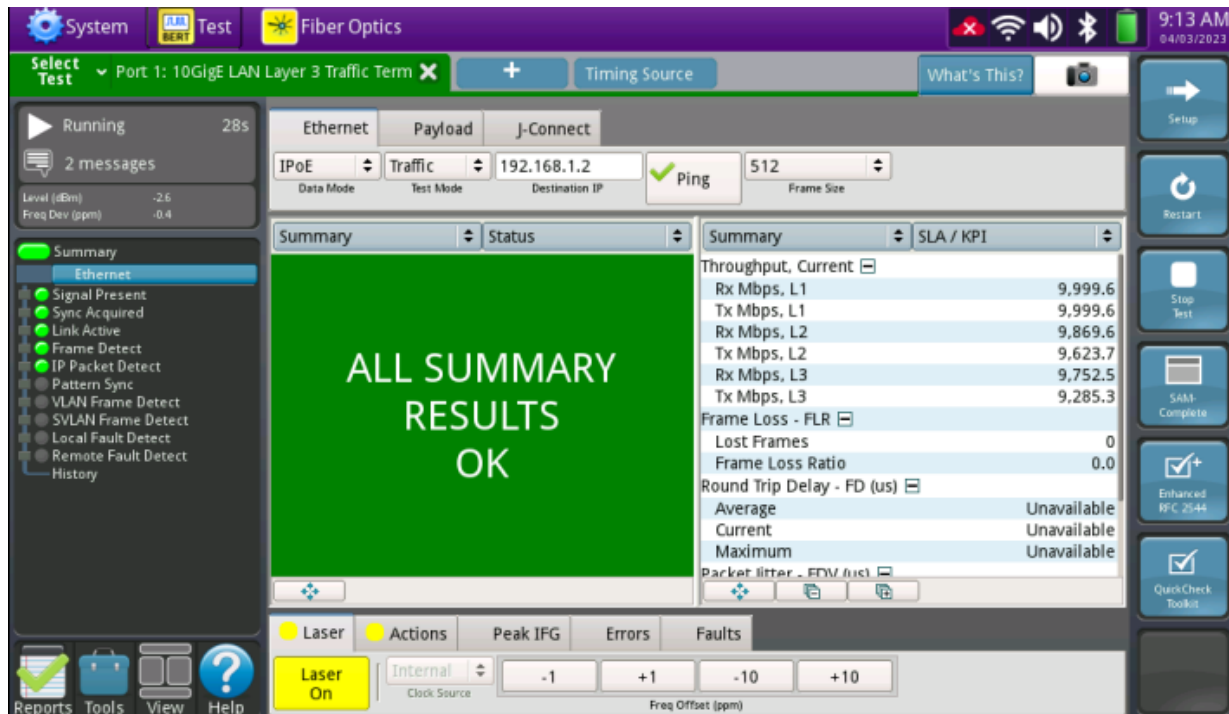 System
BERT
Test
Fiber Optics
9:13 AM
04/03/2023
Select Test
Port 1: 10GigE LAN Layer 3 Traffic Term
+
Timing Source
What's This?
Running 28s
2 messages
Level (dBm) -2.6
Freq Dev (ppm) -0.4
Summary
Ethernet
Signal Present
Sync Acquired
Link Active
Frame Detect
IP Packet Detect
Pattern Sync
VLAN Frame Detect
SVLAN Frame Detect
Local Fault Detect
Remote Fault Detect
History
Reports
Tools
View
Help
Ethernet Payload J-Connect
IPoE Traffic 192.168.1.2 Ping 512
Data Mode Test Mode Destination IP Frame Size
Summary Status
ALL SUMMARY
RESULTS
OK
Summary SLA / KPI
Throughput, Current
Rx Mbps, L1 9,999.6
Tx Mbps, L1 9,999.6
Rx Mbps, L2 9,869.6
Tx Mbps, L2 9,623.7
Rx Mbps, L3 9,752.5
Tx Mbps, L3 9,285.3
Frame Loss - FLR
Lost Frames 0
Frame Loss Ratio 0.0
Round Trip Delay - FD (us)
Average Unavailable
Current Unavailable
Maximum Unavailable
Packet Jitter - FDV (us)
Laser Actions Peak IFG Errors Faults
Laser
On
Internal
Clock Source
-1 +1 -10 +10
Freq Offset (ppm)
Setup
Restart
Stop
Test
SAM-
Complete
Enhanced
RFC 2544
QuickCheck
Toolkit